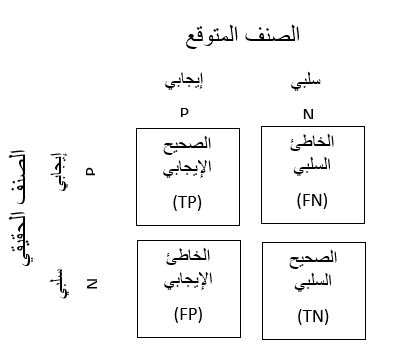 الصنف المتوقع
سلبي
إيجابي
N
P
الصنف الحقيقي
إيجابي
P
الصحيح
الإيجابي
(TP)
الخاطئ
السلبي
(FN)
سلبي
N
الخاطئ
الإيجابي
(FP)
الصحيح
السلبي
(TN)